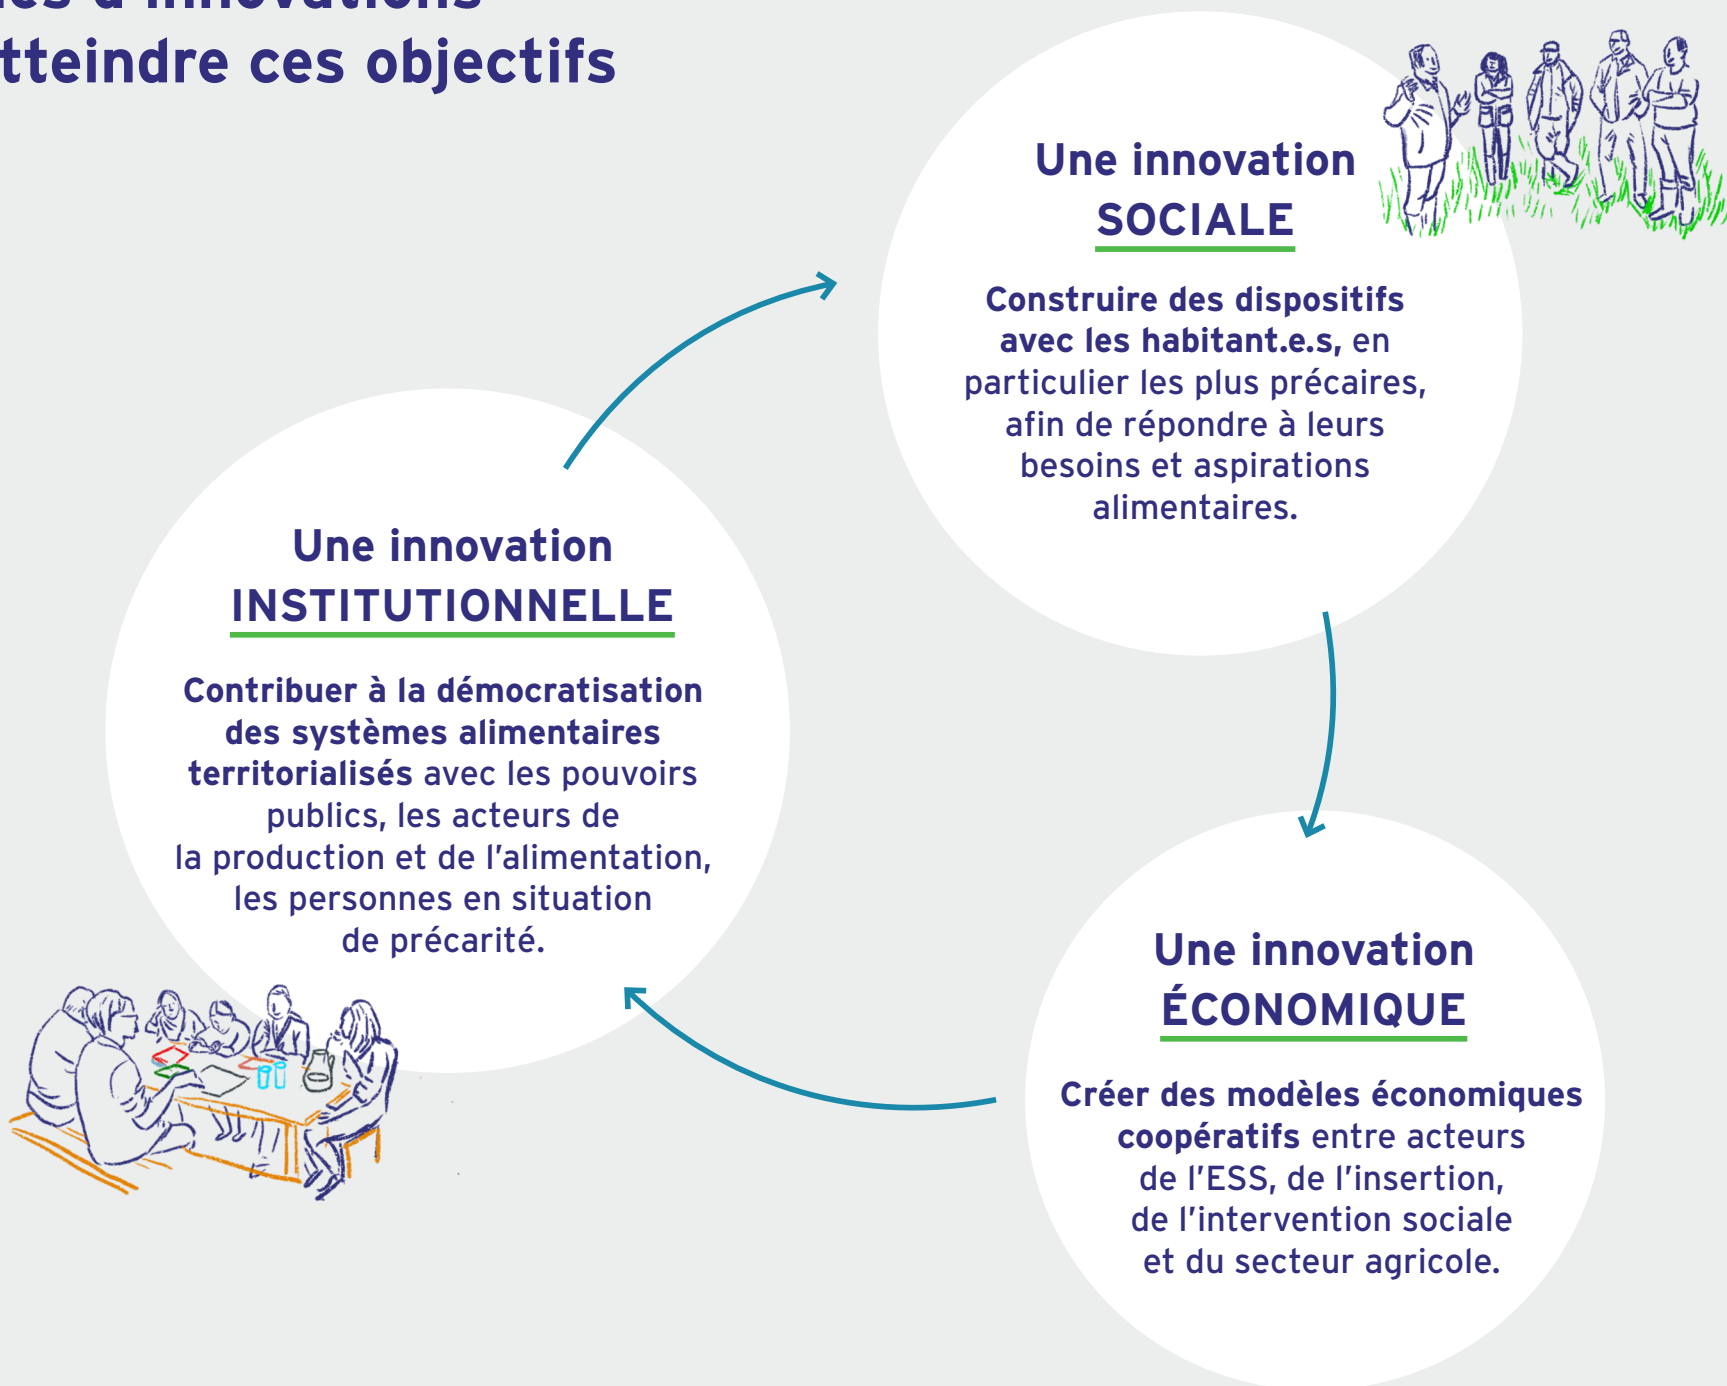 d'innovations
tteindre ces objectifs
Une innovation
SOCIALE
Construire des dispositifs
avec les habitant.e.s, en
particulier les plus précaires,
afin de répondre à leurs
besoins et aspirations
alimentaires.
Une innovation
INSTITUTIONNELLE
Contribuer à la démocratisation
des systèmes alimentaires
territorialisés avec les pouvoirs
publics, les acteurs de
la production et de l'alimentation,
les personnes en situation
de précarité.
Une innovation
ÉCONOMIQUE
Créer des modèles économiques
coopératifs entre acteurs
de l'ESS, de l'insertion,
de l'intervention sociale
et du secteur agricole.